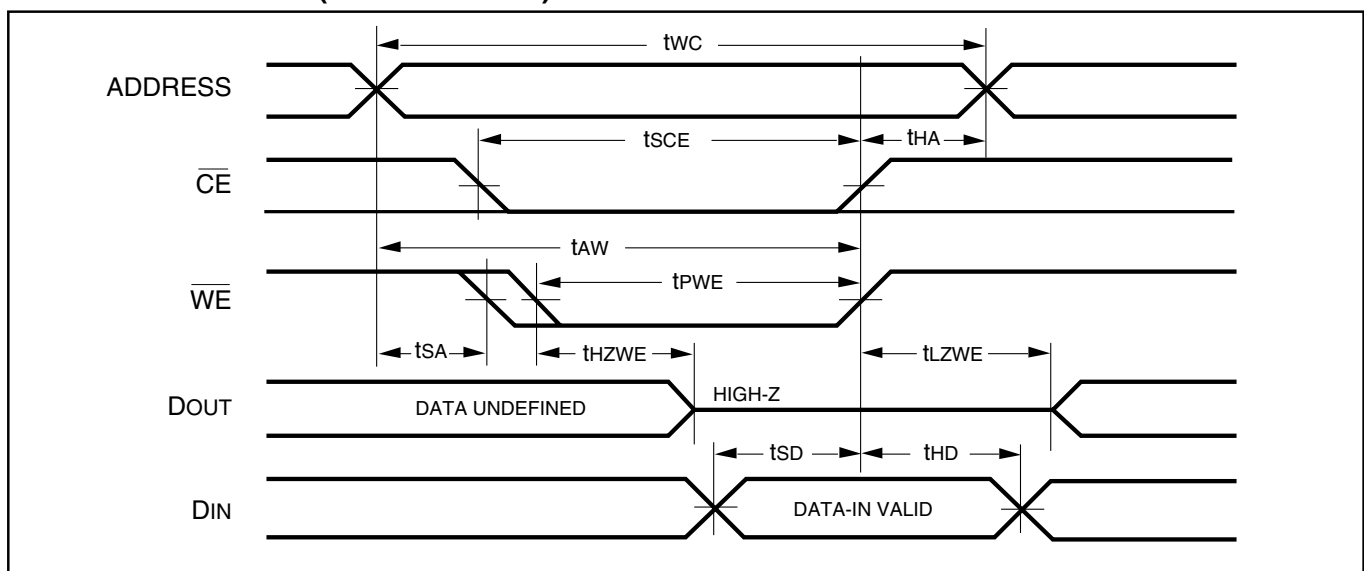 tWC
ADDRESS
tSCE
tHA
CE
tAW
tPWE
WE
tSA
tHZWE
tLZWE
DOUT
DATA UNDEFINED
HIGH-Z
tSD
tHD
DIN
DATA-IN VALID